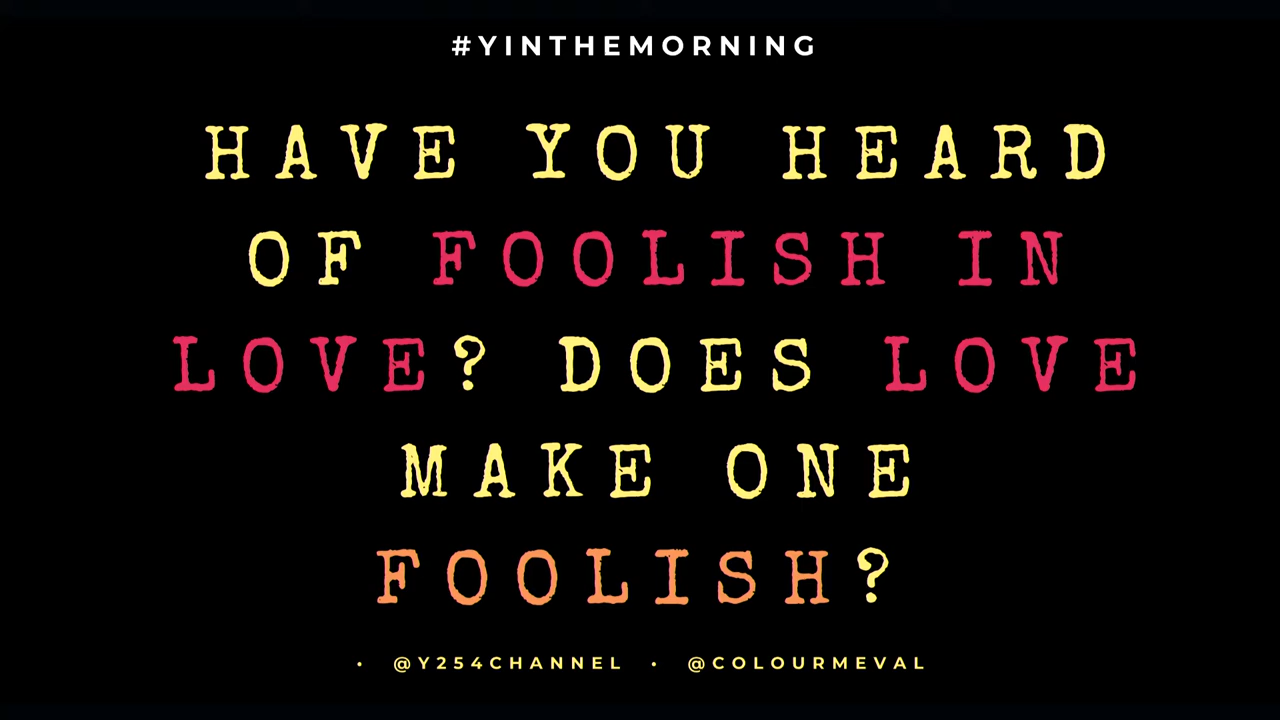 #YINTHEMORNING
HAVE YOU HEARD
OF FOOLISH IN
LOVE? DOES LOVE
MAKE ONE
FOOLISH?
• @Y254CHANNEL • @COLOURMEVAL